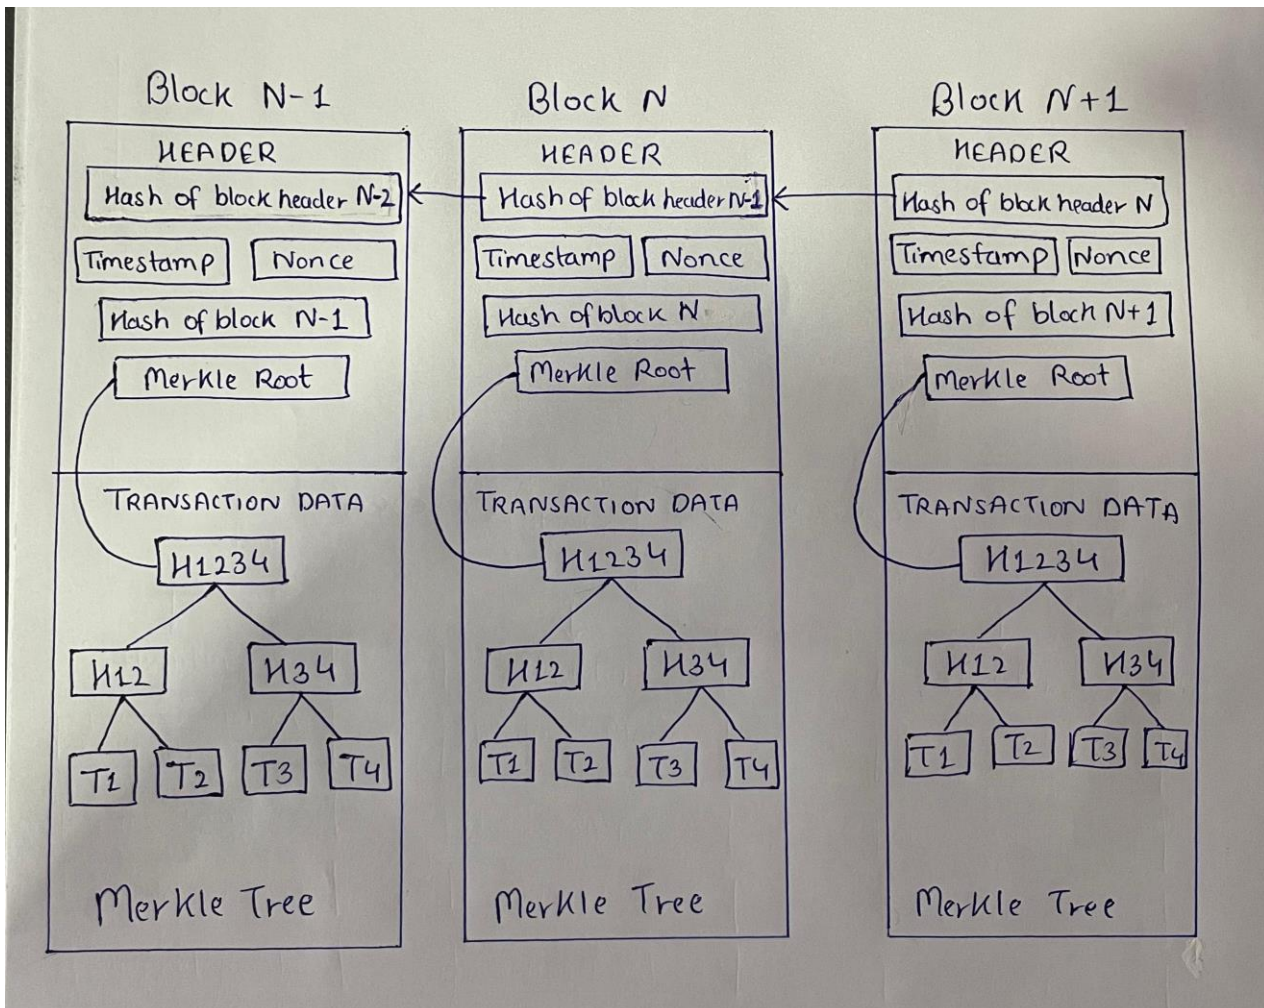 Block N-1
HEADER
Hash of block header N-2
Timestamp
Nonce
Hash of block N-1
Merkle Root
TRANSACTION DATA
H1234
H12
H34
T1
T2
T3
T4
Merkle Tree
Block N
HEADER
Hash of block header N-1
Timestamp
Nonce
Hash of block N
Merkle Root
TRANSACTION DATA
H1234
H12
H34
T1
T2
T3
T4
Merkle Tree
Block N+1
HEADER
Hash of block header N
Timestamp
Nonce
Hash of block N+1
Merkle Root
TRANSACTION DATA
H1234
H12
H34
T1
T2
T3
T4
Merkle Tree